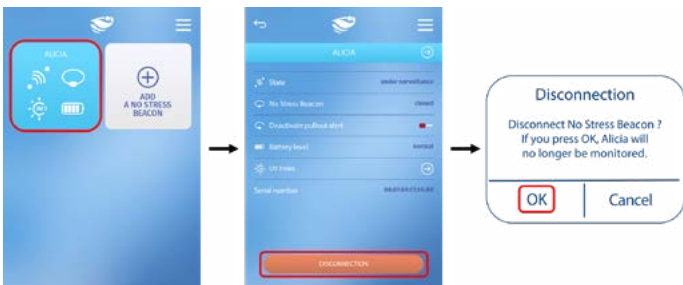 ALICIA
ADD
A NO STRESS
BEACON
ALICIA
State
under surveillance
No Stress Beacon
closed
Deactivate pullout alert
Battery level
normal
UV index
Serial number
DISCONNECTION
Disconnection
Disconnect No Stress Beacon ?
If you press OK, Alicia will
no longer be monitored.
OK
Cancel